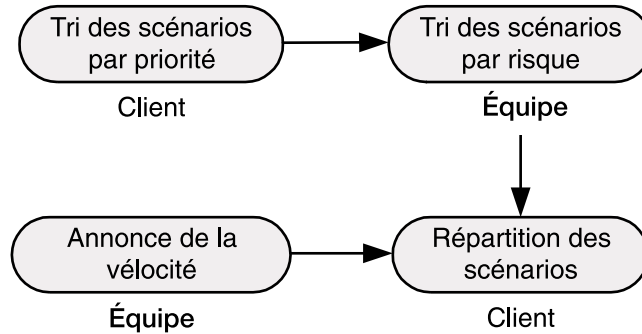 Tri des scénarios
par priorité
Client
Tri des scénarios
par risque
Équipe
Annonce de la
vélocité
Équipe
Répartition des
scénarios
Client